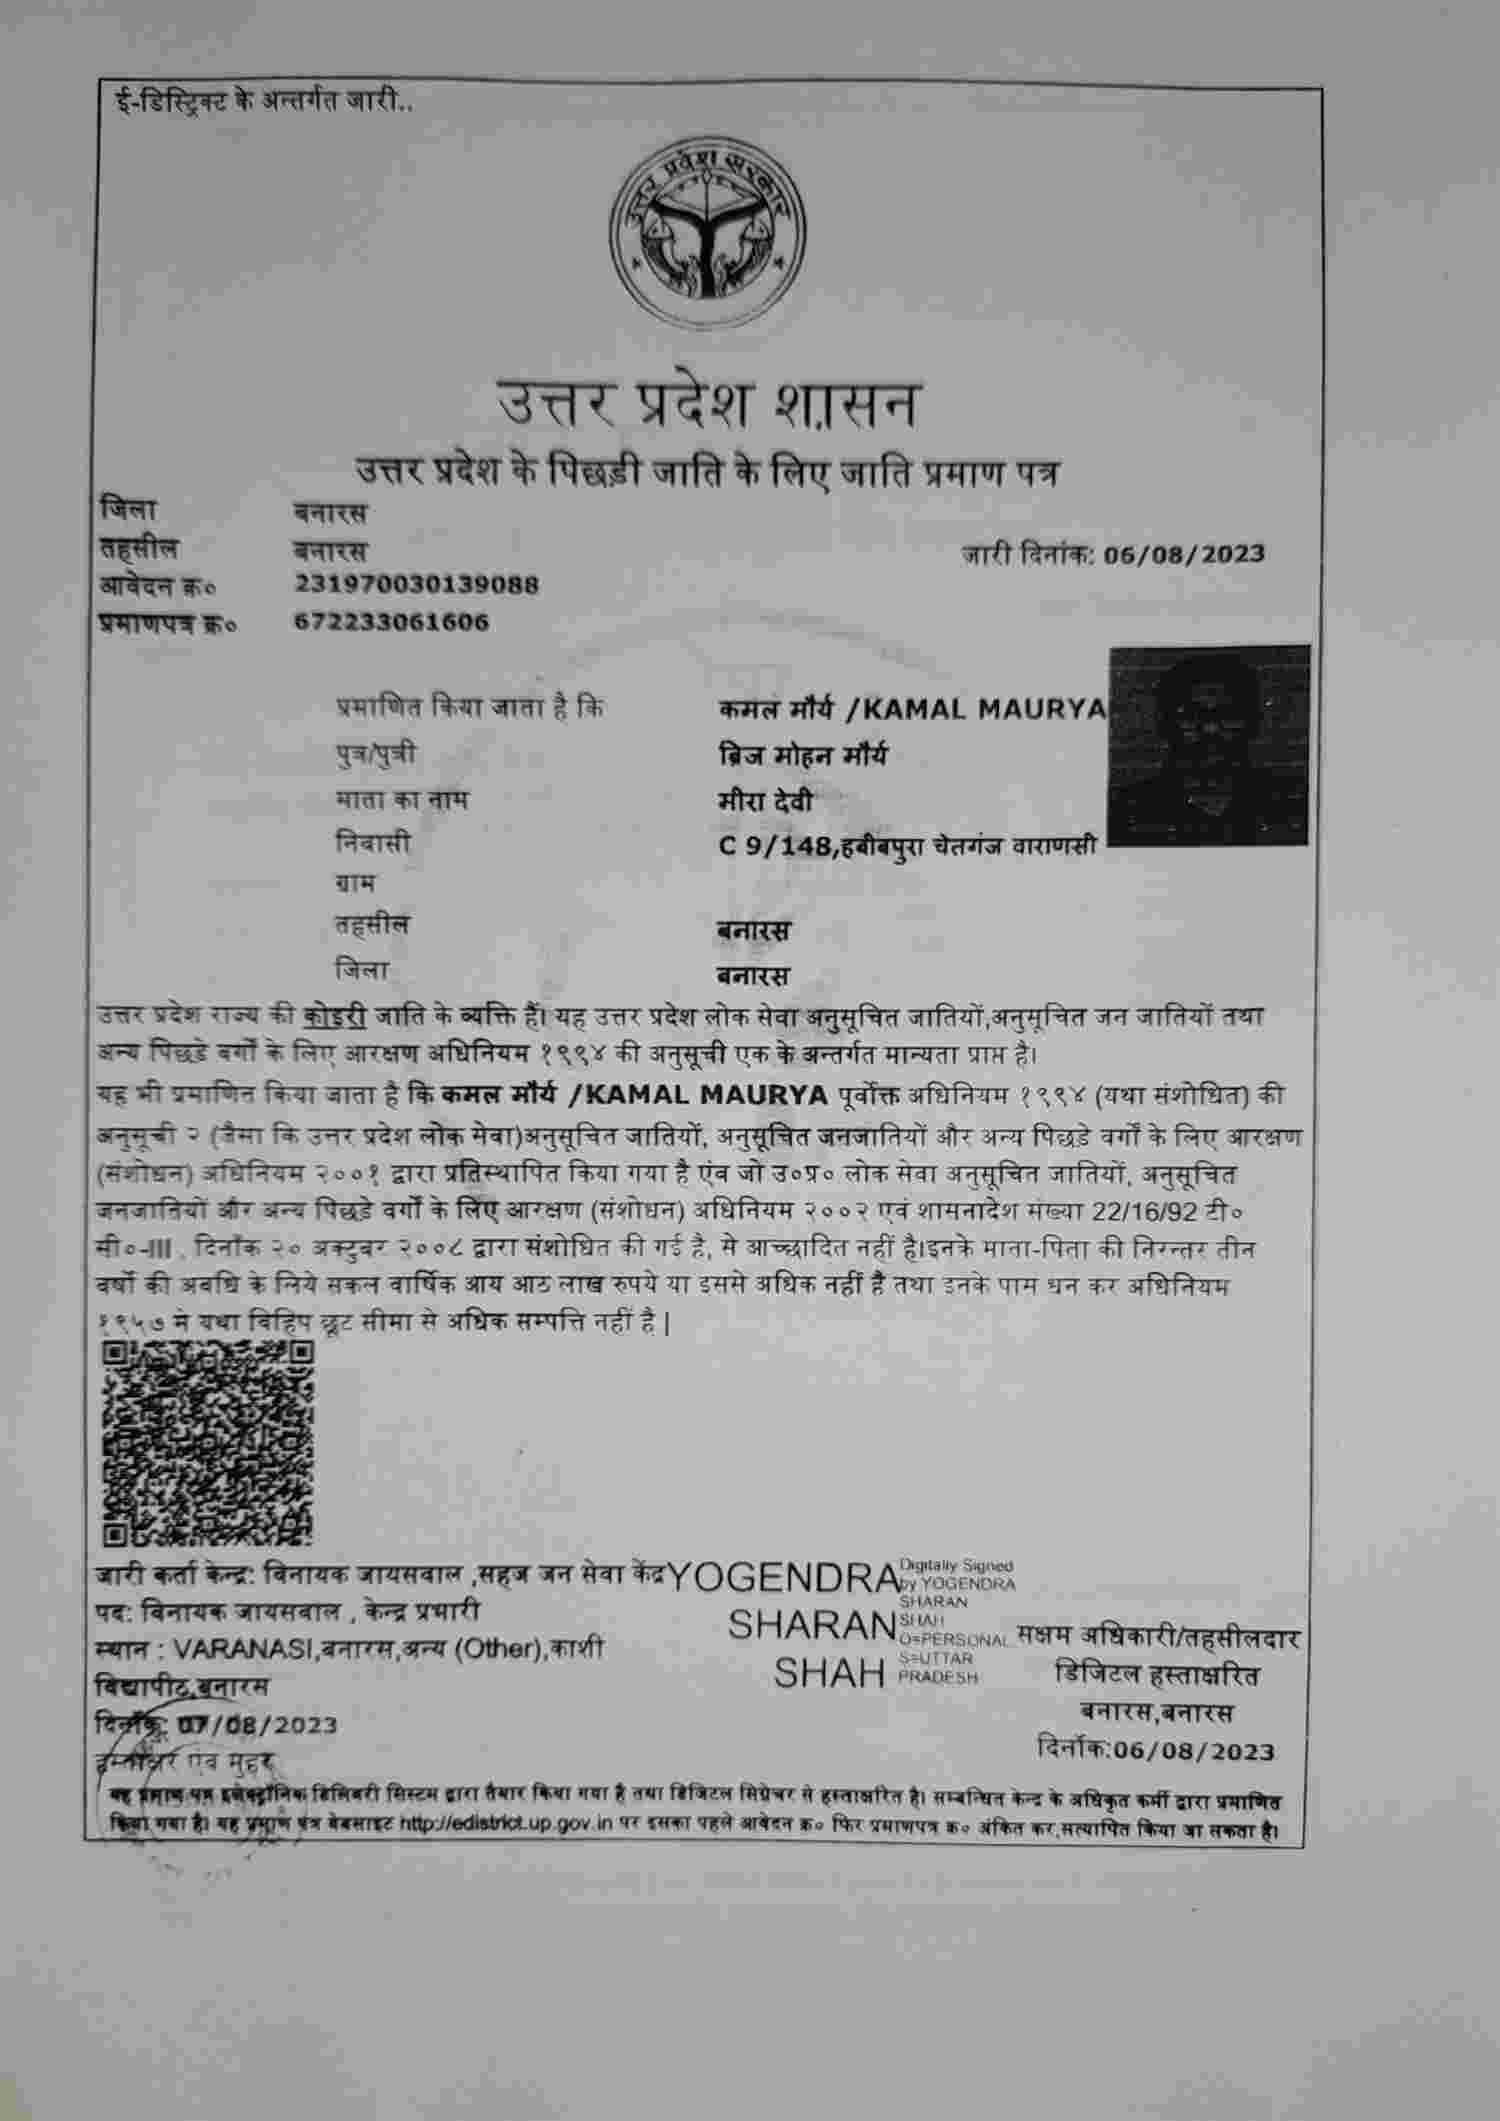 ई-डिस्ट्रिक्ट के अन्तर्गत जारी..
उत्तर प्रदेश सरकार
उत्तर प्रदेश शासन
उत्तर प्रदेश के पिछड़ी जाति के लिए जाति प्रमाण पत्र
जिला बनारस
तहसील बनारस जारी दिनांक: 06/08/2023
आवेदन क्र० 231970030139088
प्रमाणपत्र क्र० 672233061606
प्रमाणित किया जाता है कि कमल मौर्य /KAMAL MAURYA
पुत्र/पुत्री ब्रिज मोहन मौर्य
माता का नाम मीरा देवी
निवासी C 9/148,हबीबपुरा चेतगंज वाराणसी
ग्राम
तहसील बनारस
जिला बनारस
उत्तर प्रदेश राज्य की कोइरी जाति के व्यक्ति हैं। यह उत्तर प्रदेश लोक सेवा अनुसूचित जातियों,अनुसूचित जन जातियों तथा
अन्य पिछड़े वर्गों के लिए आरक्षण अधिनियम १९९४ की अनुसूची एक के अन्तर्गत मान्यता प्राप्त है।
यह भी प्रमाणित किया जाता है कि कमल मौर्य /KAMAL MAURYA पूर्वोक्त अधिनियम १९९४ (यथा संशोधित) की
अनुसूची २ (जैसा कि उत्तर प्रदेश लोक सेवा)अनुसूचित जातियों, अनुसूचित जनजातियों और अन्य पिछड़े वर्गों के लिए आरक्षण
(संशोधन) अधिनियम २००१ द्वारा प्रतिस्थापित किया गया है एंव जो उ०प्र० लोक सेवा अनुसूचित जातियों, अनुसूचित
जनजातियों और अन्य पिछड़े वर्गों के लिए आरक्षण (संशोधन) अधिनियम २००२ एवं शासनादेश संख्या 22/16/92 टी०
सी०-III , दिनाँक २० अक्टुबर २००८ द्वारा संशोधित की गई है, से आच्छादित नहीं है।इनके माता-पिता की निरन्तर तीन
वर्षों की अवधि के लिये सकल वार्षिक आय आठ लाख रुपये या इससे अधिक नहीं है तथा इनके पास धन कर अधिनियम
१९५७ मे यथा विहिप छूट सीमा से अधिक सम्पत्ति नहीं है |
जारी कर्ता केन्द्र: विनायक जायसवाल ,सहज जन सेवा केंद्र
पद: विनायक जायसवाल , केन्द्र प्रभारी
स्थान : VARANASI,बनारस,अन्य (Other),काशी
विद्यापीठ,बनारस
दिनाँक: 07/08/2023
हस्ताक्षर एंव मुहर
YOGENDRA
SHARAN
SHAH
Digitally Signed
by YOGENDRA
SHARAN
SHAH
O=PERSONAL
S=UTTAR
PRADESH
सक्षम अधिकारी/तहसीलदार
डिजिटल हस्ताक्षरित
बनारस,बनारस
दिनाँक:06/08/2023
यह प्रमाण पत्र इलेक्ट्रॉनिक डिलिवरी सिस्टम द्वारा तैयार किया गया है तथा डिजिटल सिग्नेचर से हस्ताक्षरित है। सम्बन्धित केन्द्र के अधिकृत कर्मी द्वारा प्रमाणित
किया गया है। यह प्रमाण पत्र वेबसाइट http://edistrict.up.gov.in पर इसका पहले आवेदन क्र० फिर प्रमाणपत्र क्र० अंकित कर,सत्यापित किया जा सकता है।